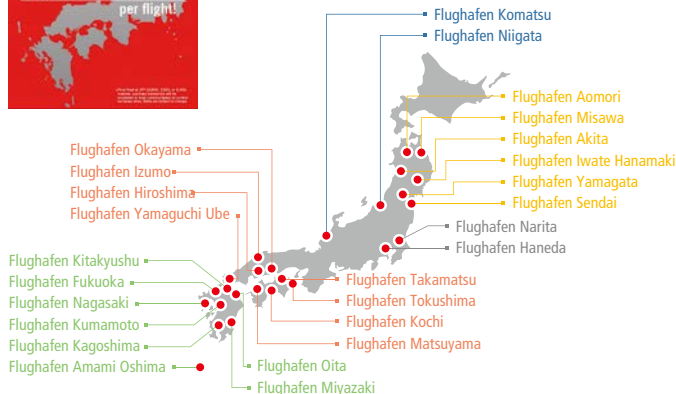 per flight!
Flughafen Komatsu
Flughafen Niigata
Flughafen Aomori
Flughafen Misawa
Flughafen Akita
Flughafen Iwate Hanamaki
Flughafen Yamagata
Flughafen Sendai
Flughafen Narita
Flughafen Haneda
Flughafen Okayama
Flughafen Izumo
Flughafen Hiroshima
Flughafen Yamaguchi Ube
Flughafen Kitakyushu
Flughafen Fukuoka
Flughafen Nagasaki
Flughafen Kumamoto
Flughafen Kagoshima
Flughafen Amami Oshima
Flughafen Takamatsu
Flughafen Tokushima
Flughafen Kochi
Flughafen Matsuyama
Flughafen Oita
Flughafen Miyazaki